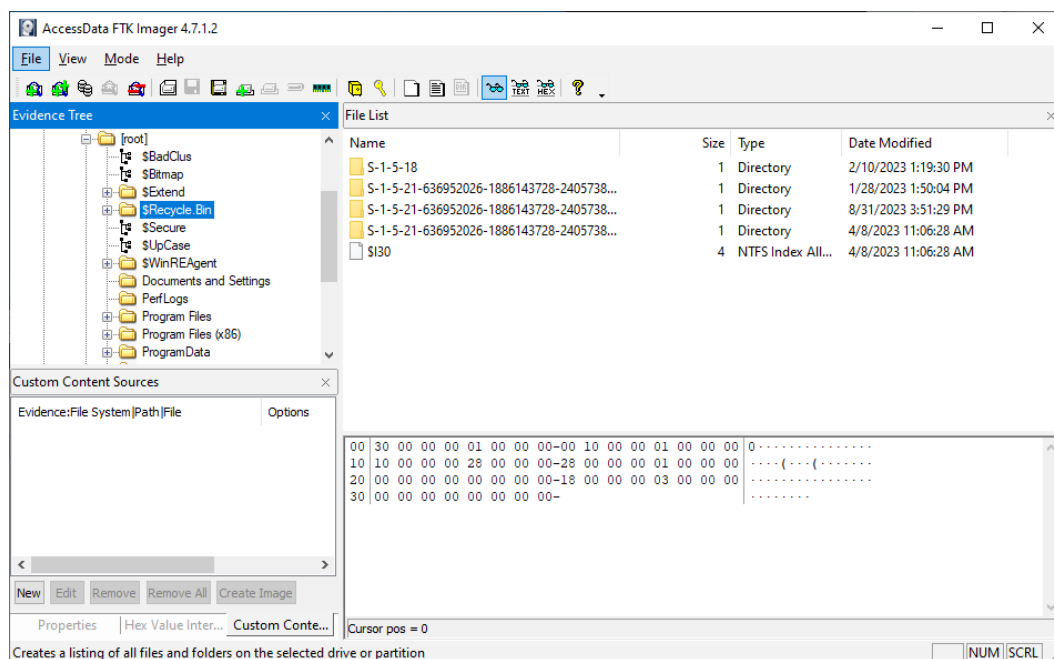 AccessData FTK Imager 4.7.1.2
File View Mode Help
Evidence Tree
[root]
$BadClus
$Bitmap
$Extend
$Recycle.Bin
$Secure
$UpCase
$WinREAgent
Documents and Settings
PerfLogs
Program Files
Program Files (x86)
ProgramData
Custom Content Sources
Evidence:File System|Path|File Options
New Edit Remove Remove All Create Image
Properties Hex Value Inter... Custom Conte...
File List
Name Size Type Date Modified
S-1-5-18 1 Directory 2/10/2023 1:19:30 PM
S-1-5-21-636952026-1886143728-2405738... 1 Directory 1/28/2023 1:50:04 PM
S-1-5-21-636952026-1886143728-2405738... 1 Directory 8/31/2023 3:51:29 PM
S-1-5-21-636952026-1886143728-2405738... 1 Directory 4/8/2023 11:06:28 AM
$I30 4 NTFS Index All... 4/8/2023 11:06:28 AM
00 30 00 00 00 01 00 00 00-00 10 00 00 01 00 00 00 0···············
10 10 00 00 00 28 00 00 00-28 00 00 00 01 00 00 00 ····(···(·······
20 00 00 00 00 00 00 00 00-18 00 00 00 03 00 00 00 ················
30 00 00 00 00 00 00 00 00- ········
Cursor pos = 0
Creates a listing of all files and folders on the selected drive or partition NUM SCRL